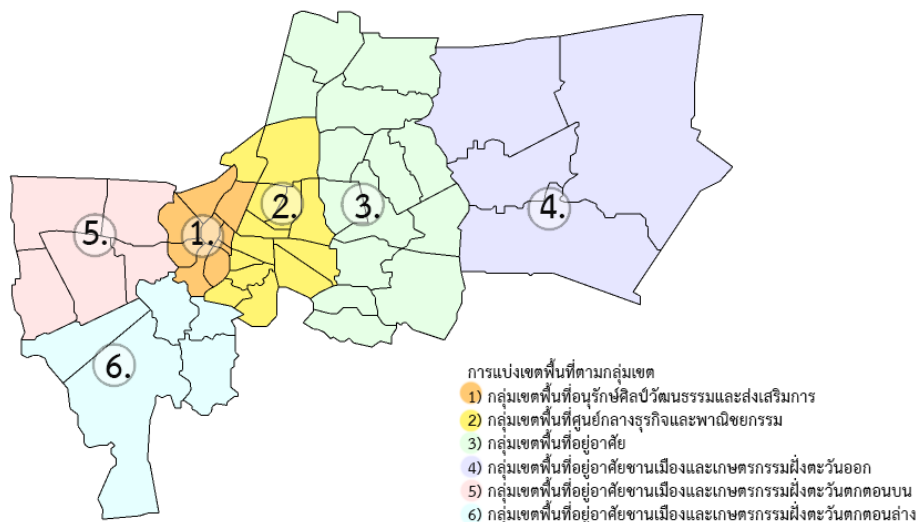 2.
3.
4.
1.
5.
6.
การแบ่งเขตพื้นที่ตามกลุ่มเขต
1) กลุ่มเขตพื้นที่อนุรักษ์ศิลป์วัฒนธรรมและส่งเสริมการ
2) กลุ่มเขตพื้นที่ศูนย์กลางธุรกิจและพาณิชยกรรม
3) กลุ่มเขตพื้นที่อยู่อาศัย
4) กลุ่มเขตพื้นที่อยู่อาศัยชานเมืองและเกษตรกรรมฝั่งตะวันออก
5) กลุ่มเขตพื้นที่อยู่อาศัยชานเมืองและเกษตรกรรมฝั่งตะวันตกตอนบน
6) กลุ่มเขตพื้นที่อยู่อาศัยชานเมืองและเกษตรกรรมฝั่งตะวันตกตอนล่าง